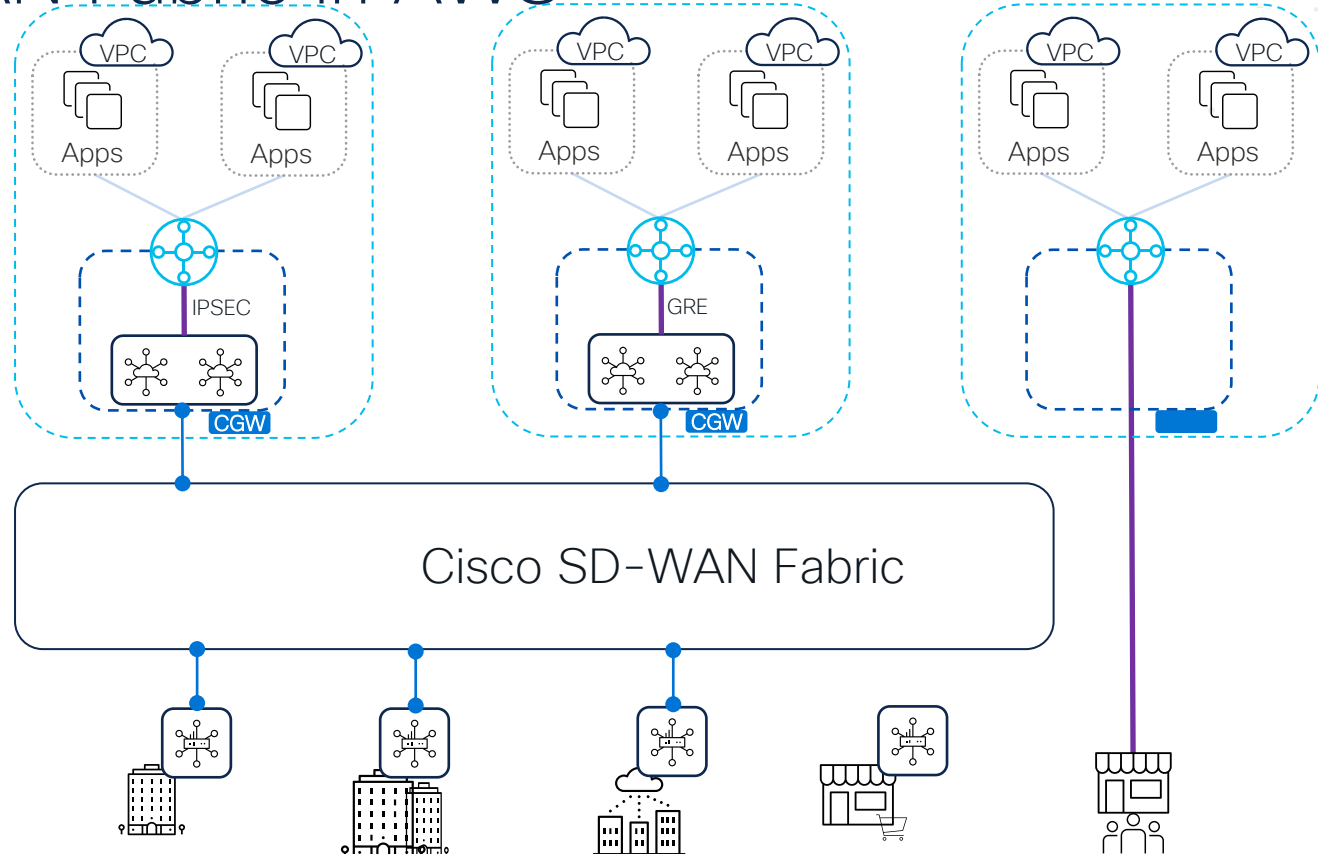 VPC VPC VPC VPC VPC VPC
Apps Apps Apps Apps Apps Apps
IPSEC GRE
CGW CGW
Cisco SD-WAN Fabric